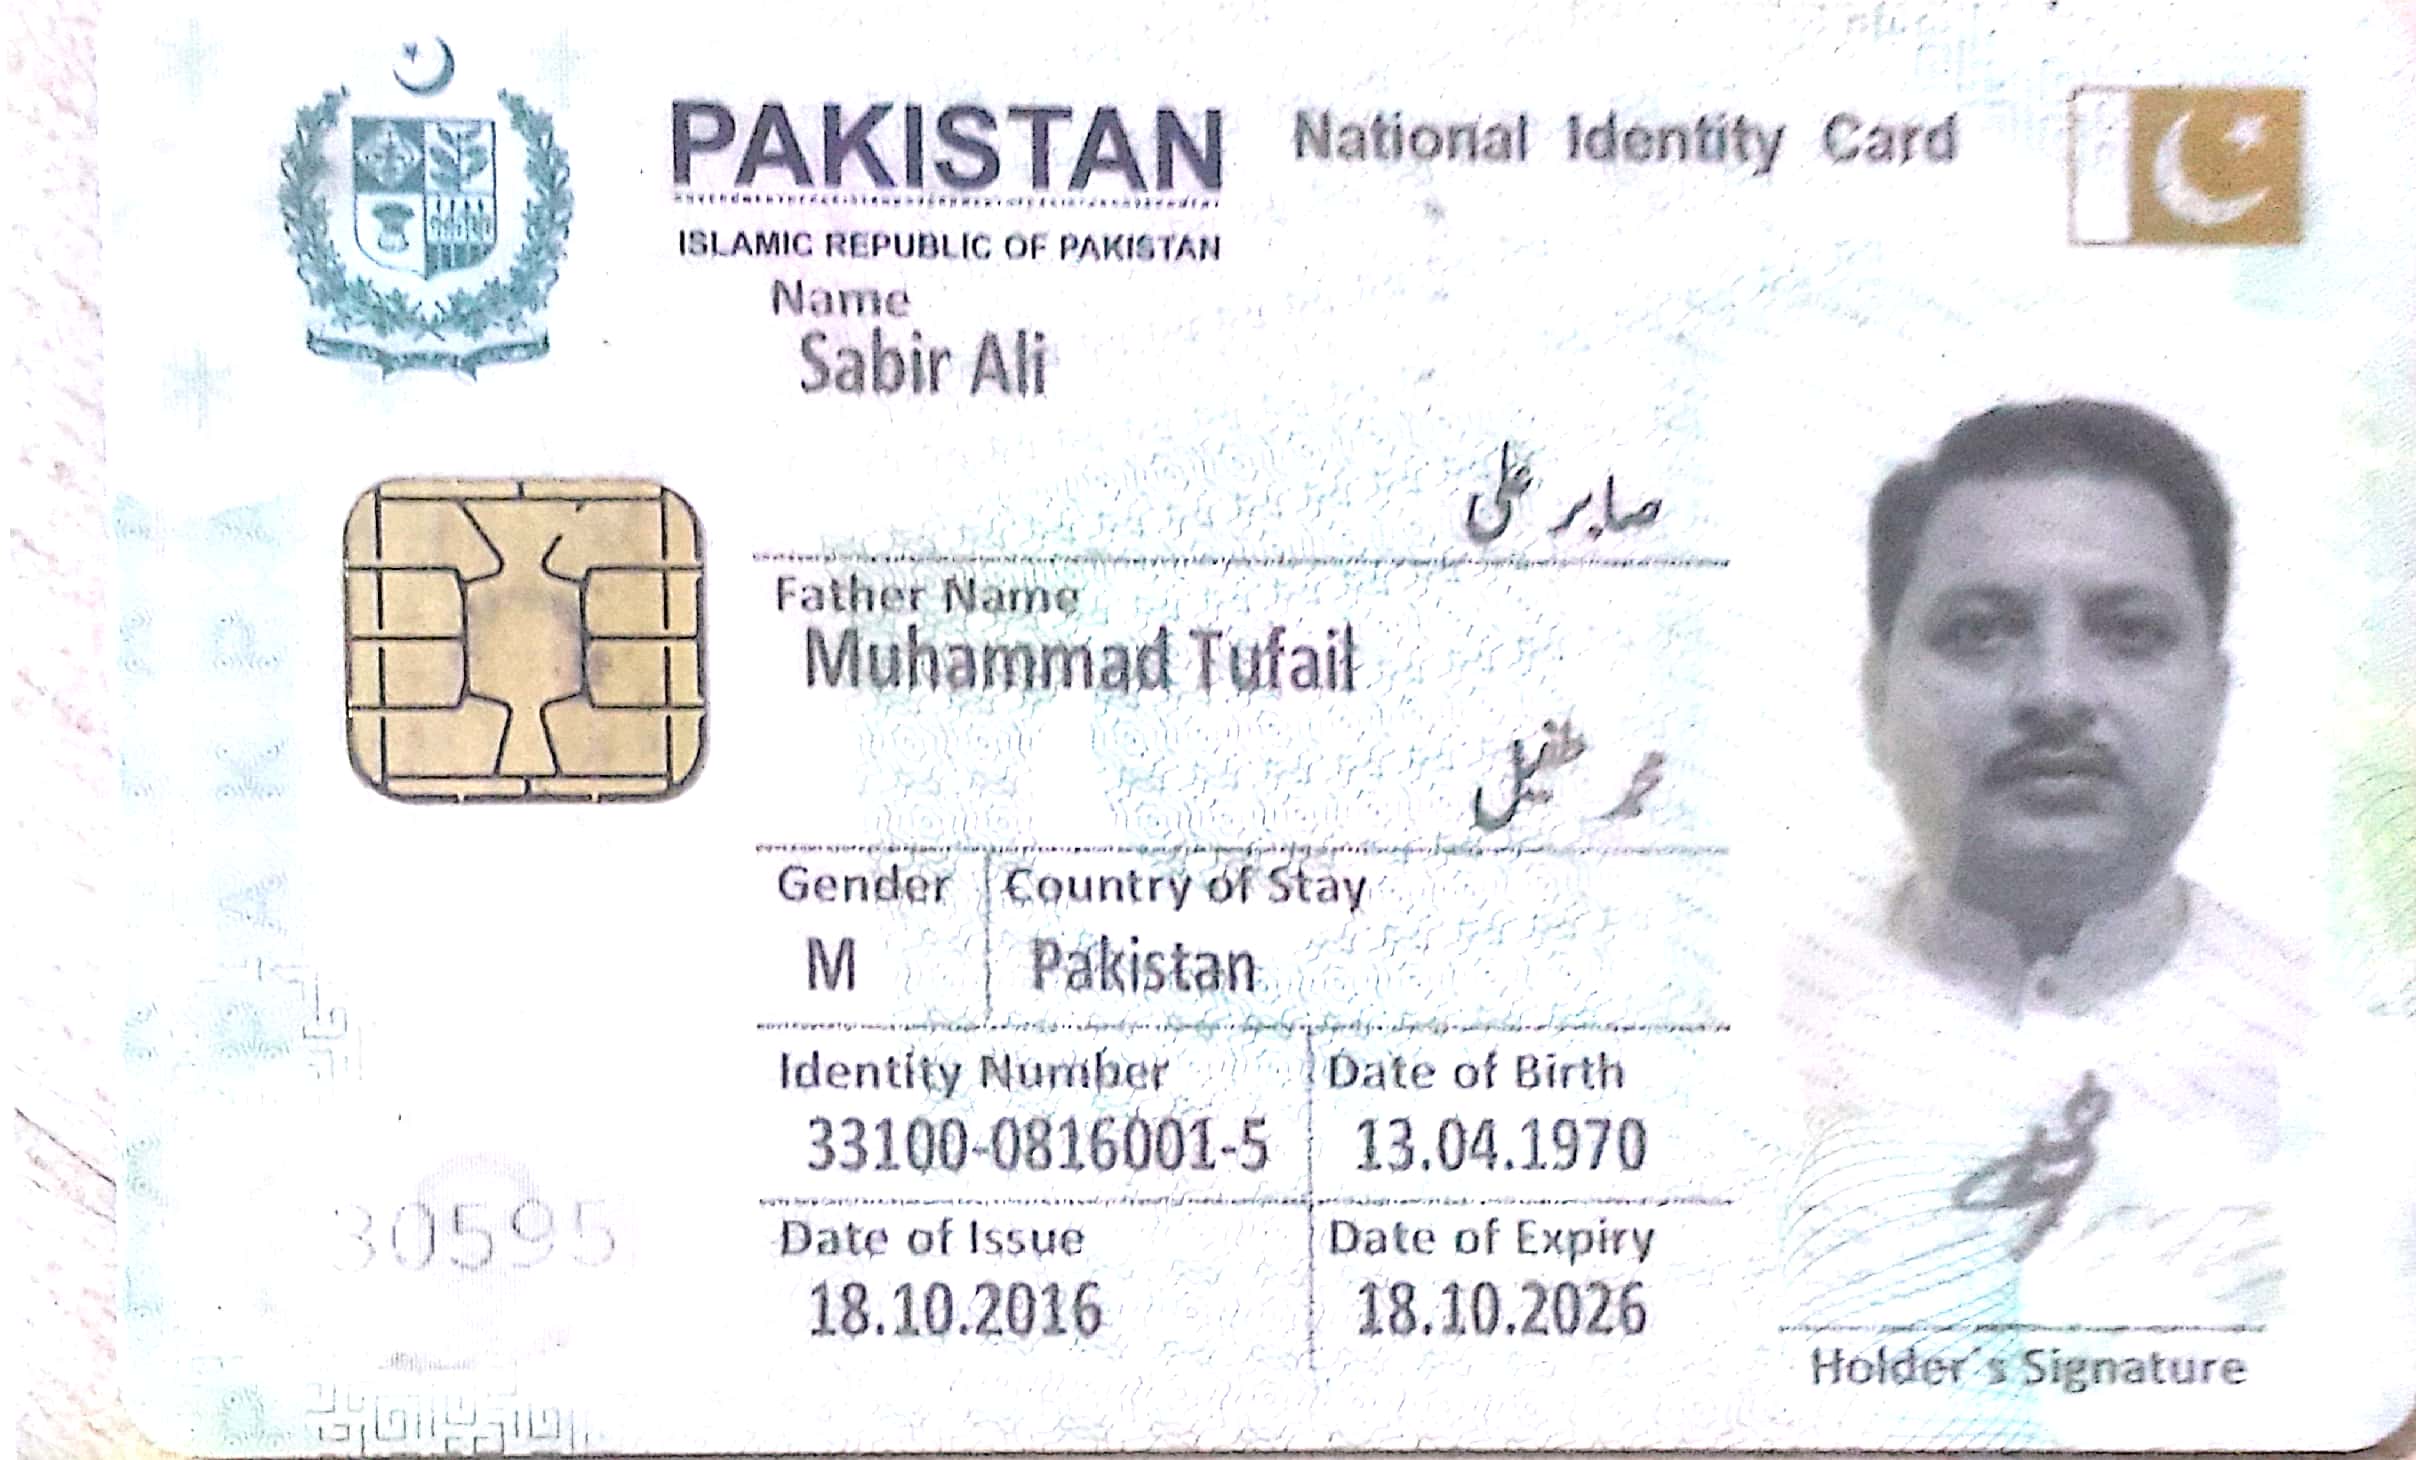 PAKISTAN National Identity Card
ISLAMIC REPUBLIC OF PAKISTAN
Name
Sabir Ali
صابر علی
Father Name
Muhammad Tufail
محمد طفیل
Gender Country of Stay
M Pakistan
Identity Number Date of Birth
33100-0816001-5 13.04.1970
30595
Date of Issue Date of Expiry
18.10.2016 18.10.2026
Holder's Signature